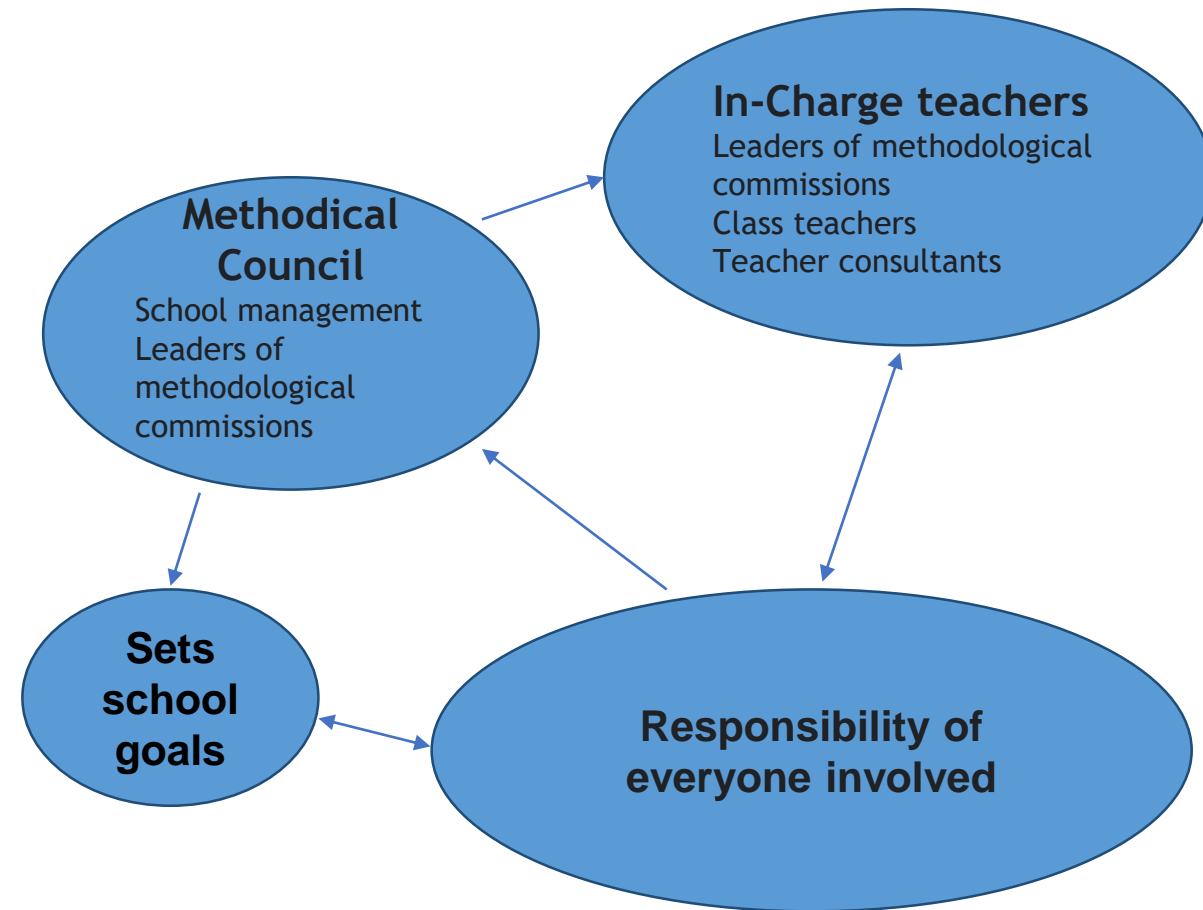 In-Charge teachers
Leaders of methodological
commissions
Class teachers
Teacher consultants
Methodical
Council
School management
Leaders of
methodological
commissions
Sets
school
goals
Responsibility of
everyone involved